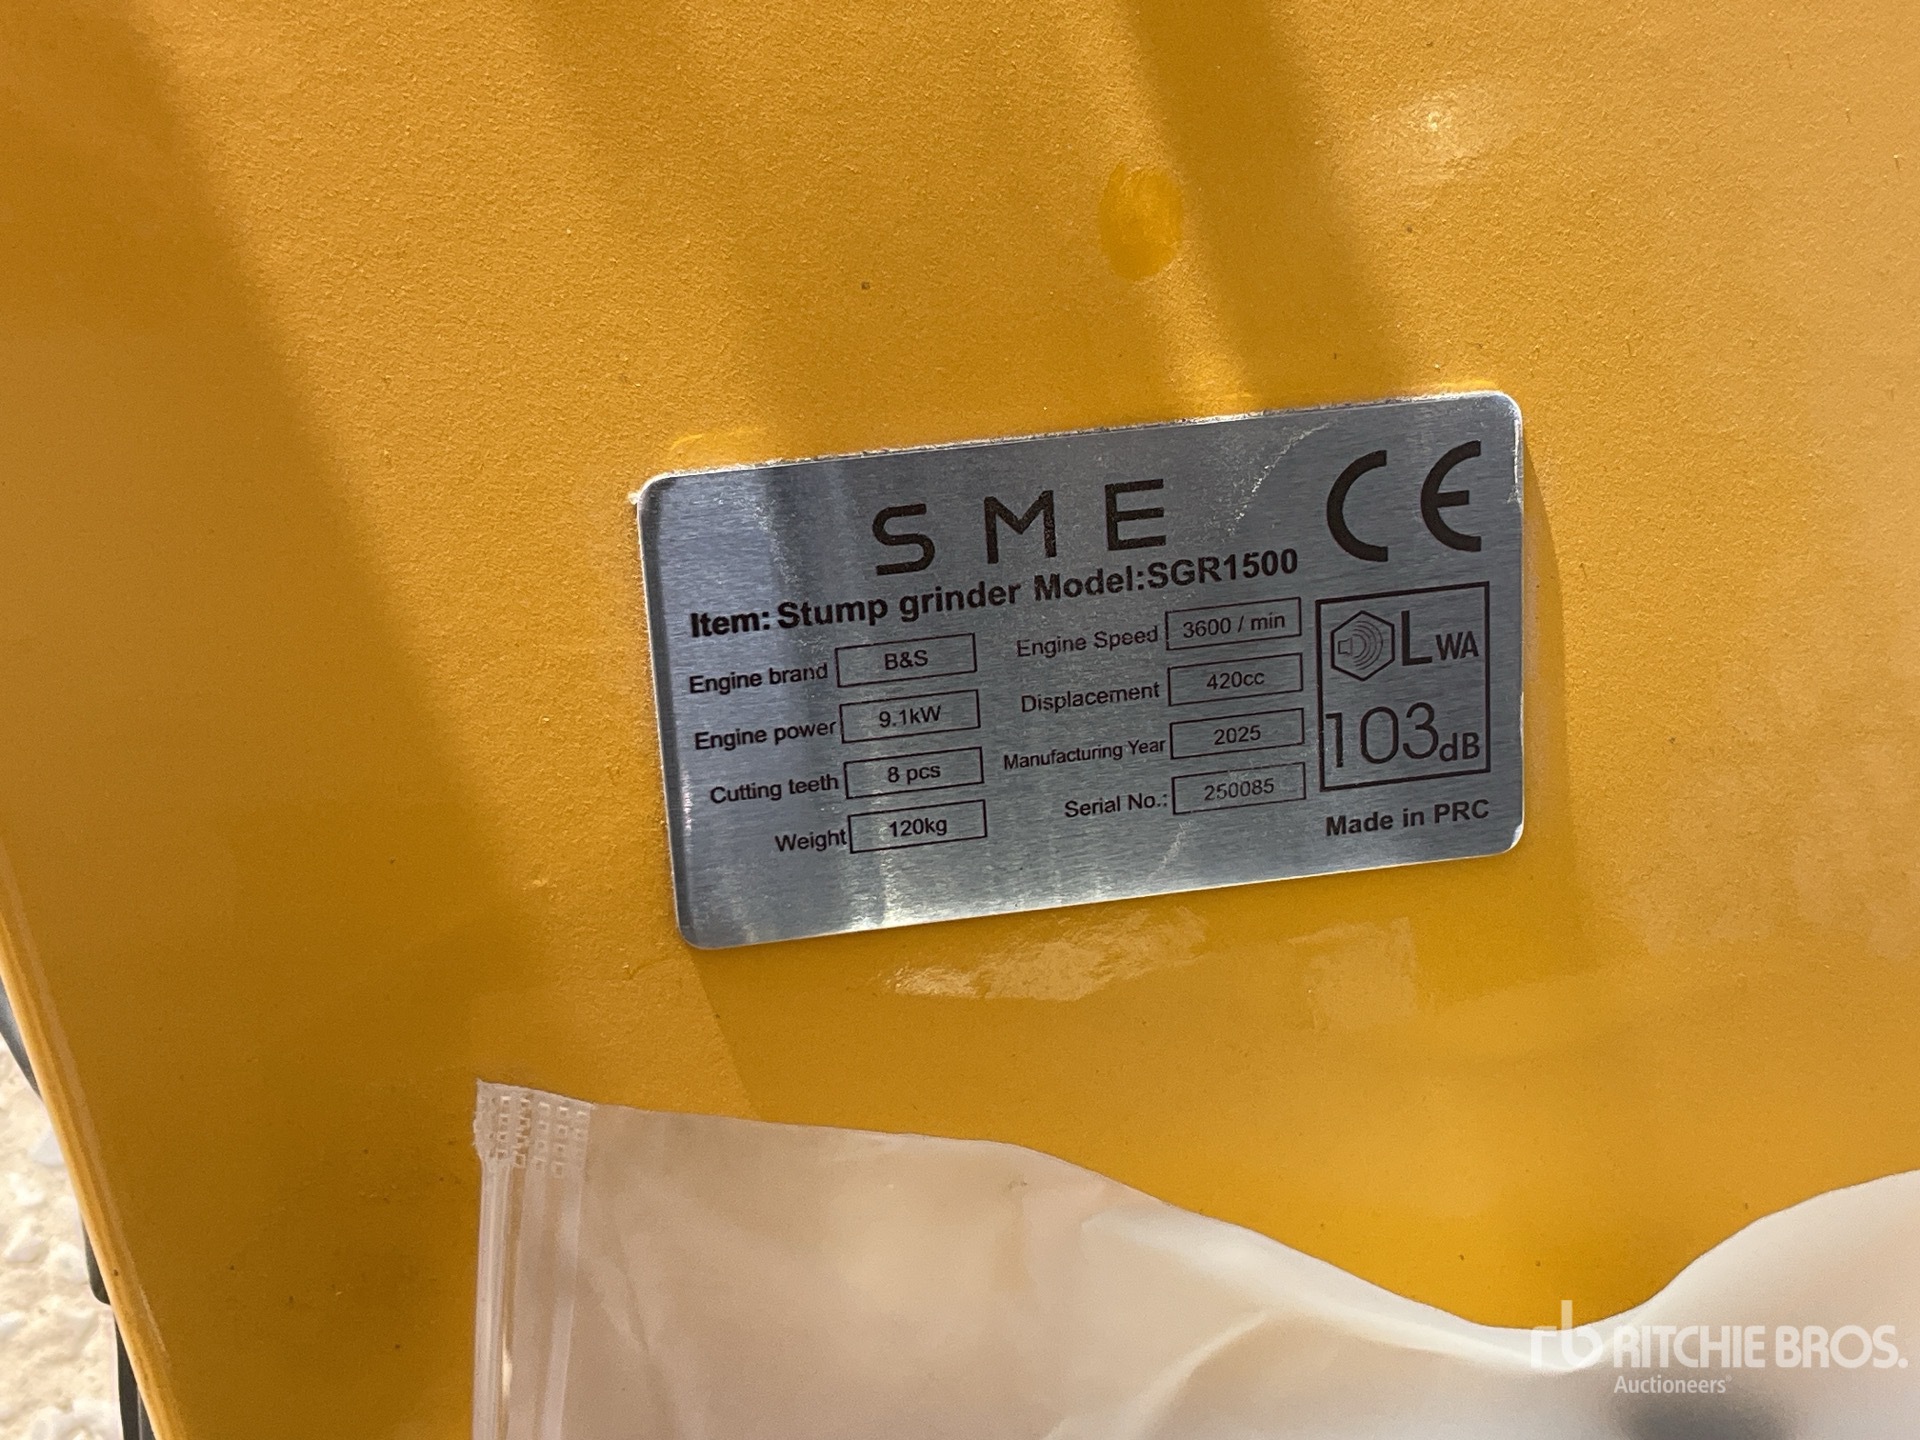 SME CE
Item: Stump grinder Model:SGR1500
Engine brand B&S Engine Speed 3600 / min
Engine power 9.1kW Displacement 420cc
Cutting teeth 8 pcs Manufacturing Year 2025
Weight 120kg Serial No.: 250085
LWA
103dB
Made in PRC
rb RITCHIE BROS.
Auctioneers